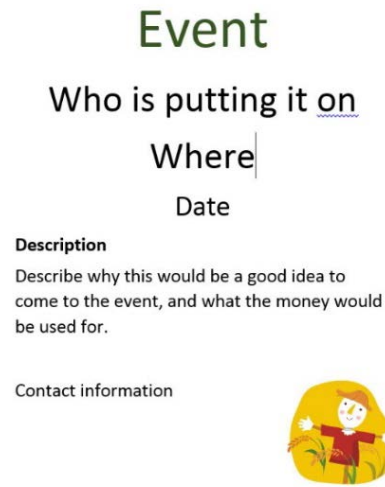 Event
Who is putting it on
Where
Date
Description
Describe why this would be a good idea to
come to the event, and what the money would
be used for.
Contact information